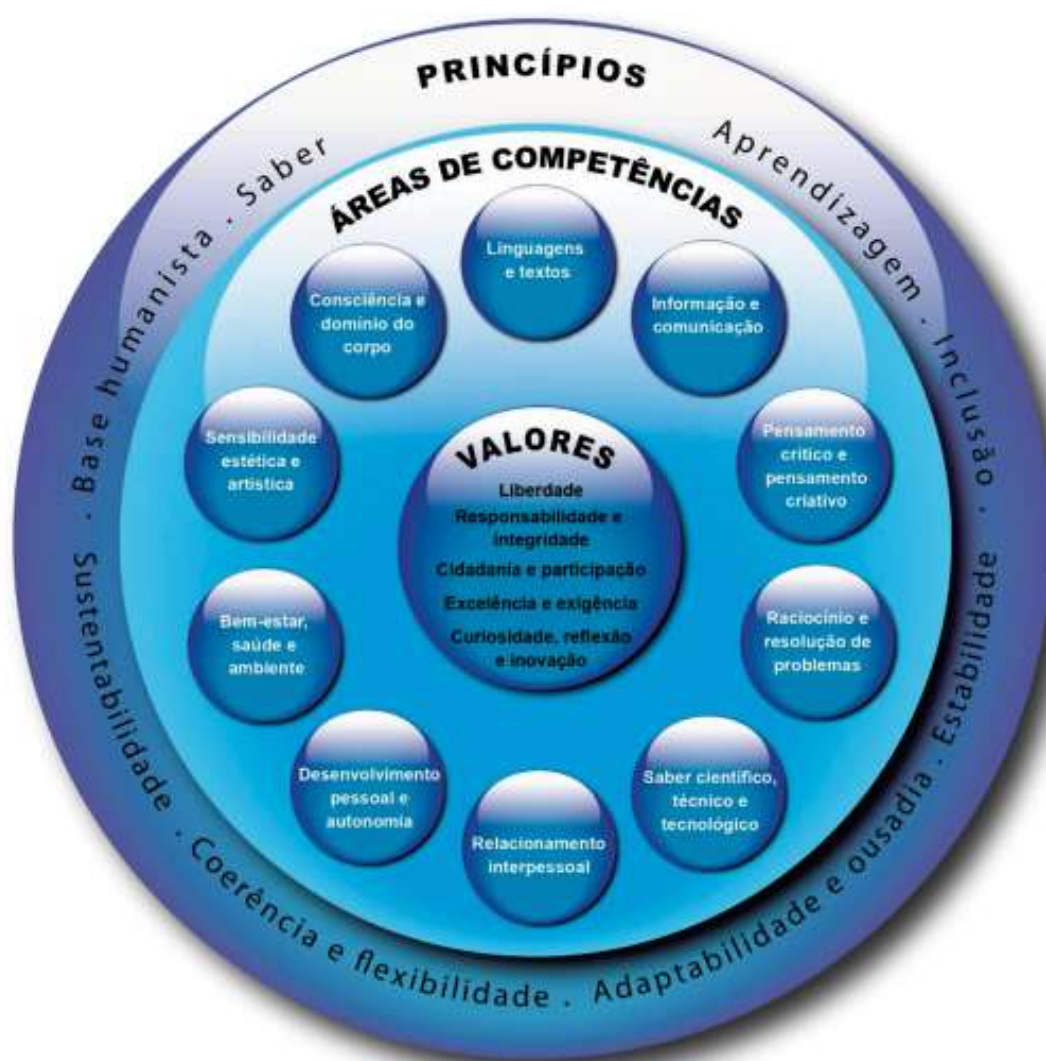 PRINCÍPIOS
Aprendizagem . Inclusão .
Estabilidade
. Adaptabilidade e ousadia .
Coerência e flexibilidade .
Sustentabilidade .
. Base humanista . Saber
ÁREAS DE COMPETÊNCIAS
Linguagens
e textos
Informação e
comunicação
Pensamento
crítico e
pensamento
criativo
Raciocínio e
resolução de
problemas
Saber científico,
técnico e
tecnológico
Relacionamento
interpessoal
Desenvolvimento
pessoal e
autonomia
Bem-estar,
saúde e
ambiente
Sensibilidade
estética e
artística
Consciência e
domínio do
corpo
VALORES
Liberdade
Responsabilidade e
integridade
Cidadania e participação
Excelência e exigência
Curiosidade, reflexão
e inovação